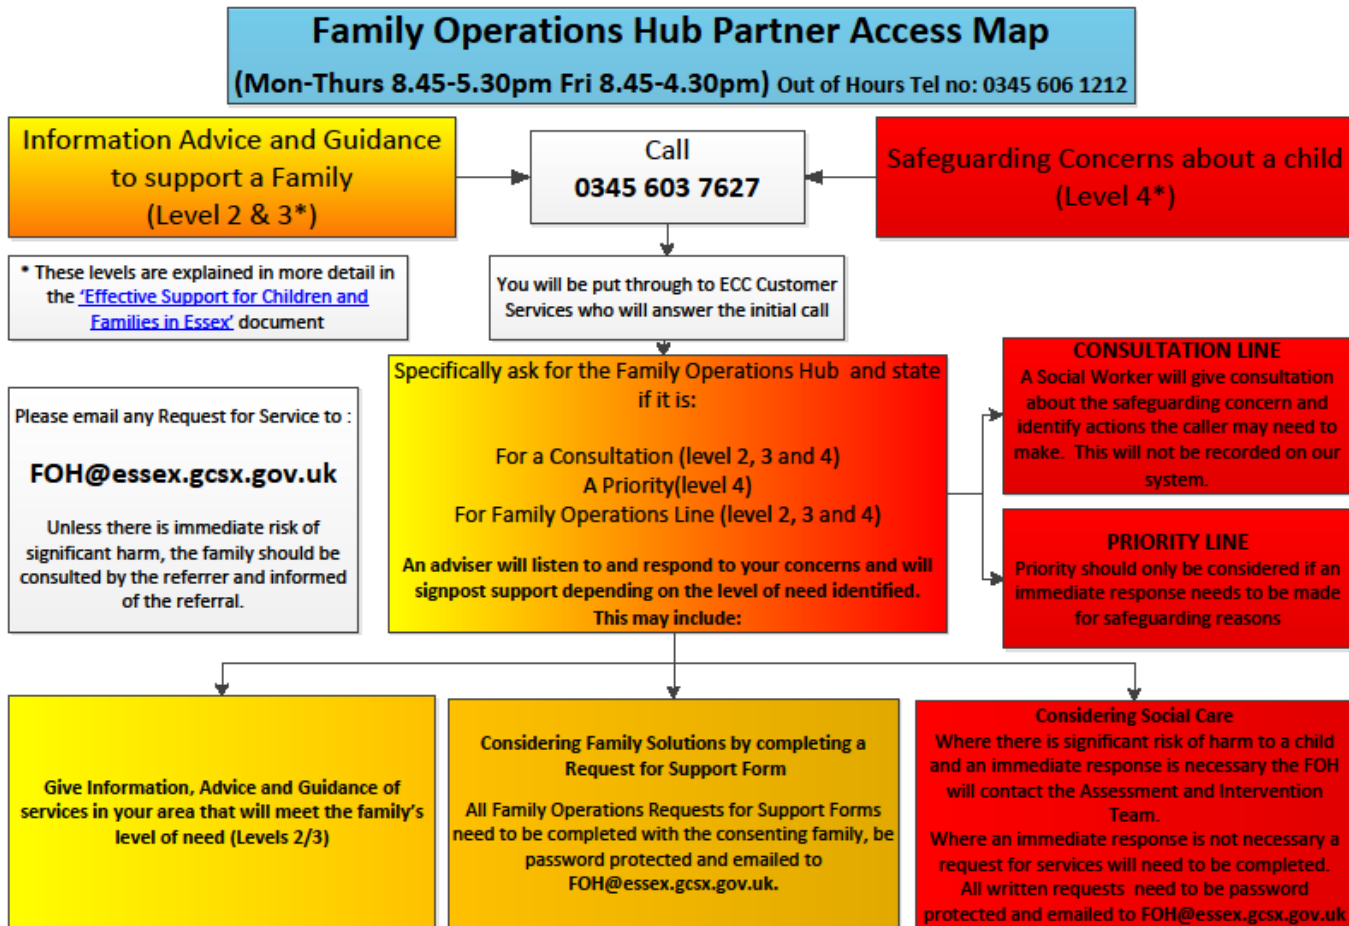 Family Operations Hub Partner Access Map
(Mon-Thurs 8.45-5.30pm Fri 8.45-4.30pm) Out of Hours Tel no: 0345 606 1212
Information Advice and Guidance
to support a Family
(Level 2 & 3*)
Call
0345 603 7627
Safeguarding Concerns about a child
(Level 4*)
* These levels are explained in more detail in
the 'Effective Support for Children and
Families in Essex' document
You will be put through to ECC Customer
Services who will answer the initial call
Please email any Request for Service to :
FOH@essex.gcsx.gov.uk
Unless there is immediate risk of
significant harm, the family should be
consulted by the referrer and informed
of the referral.
Specifically ask for the Family Operations Hub and state
if it is:
For a Consultation (level 2, 3 and 4)
A Priority(level 4)
For Family Operations Line (level 2, 3 and 4)
An adviser will listen to and respond to your concerns and will
signpost support depending on the level of need identified.
This may include:
CONSULTATION LINE
A Social Worker will give consultation
about the safeguarding concern and
identify actions the caller may need to
make. This will not be recorded on our
system.
PRIORITY LINE
Priority should only be considered if an
immediate response needs to be made
for safeguarding reasons
Give Information, Advice and Guidance of
services in your area that will meet the family's
level of need (Levels 2/3)
Considering Family Solutions by completing a
Request for Support Form
All Family Operations Requests for Support Forms
need to be completed with the consenting family, be
password protected and emailed to
FOH@essex.gcsx.gov.uk.
Considering Social Care
Where there is significant risk of harm to a child
and an immediate response is necessary the FOH
will contact the Assessment and Intervention
Team.
Where an immediate response is not necessary a
request for services will need to be completed.
All written requests need to be password
protected and emailed to FOH@essex.gcsx.gov.uk